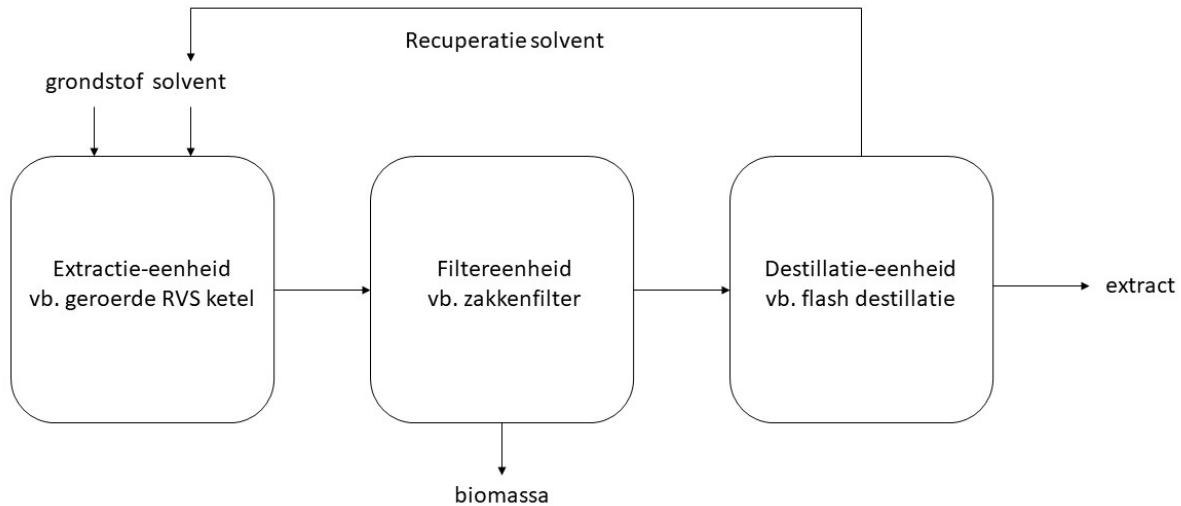 Recuperatie solvent
grondstof solvent
Extractie-eenheid
vb. geroerde RVS ketel
Filtereenheid
vb. zakkenfilter
Destillatie-eenheid
vb. flash destillatie
extract
biomassa